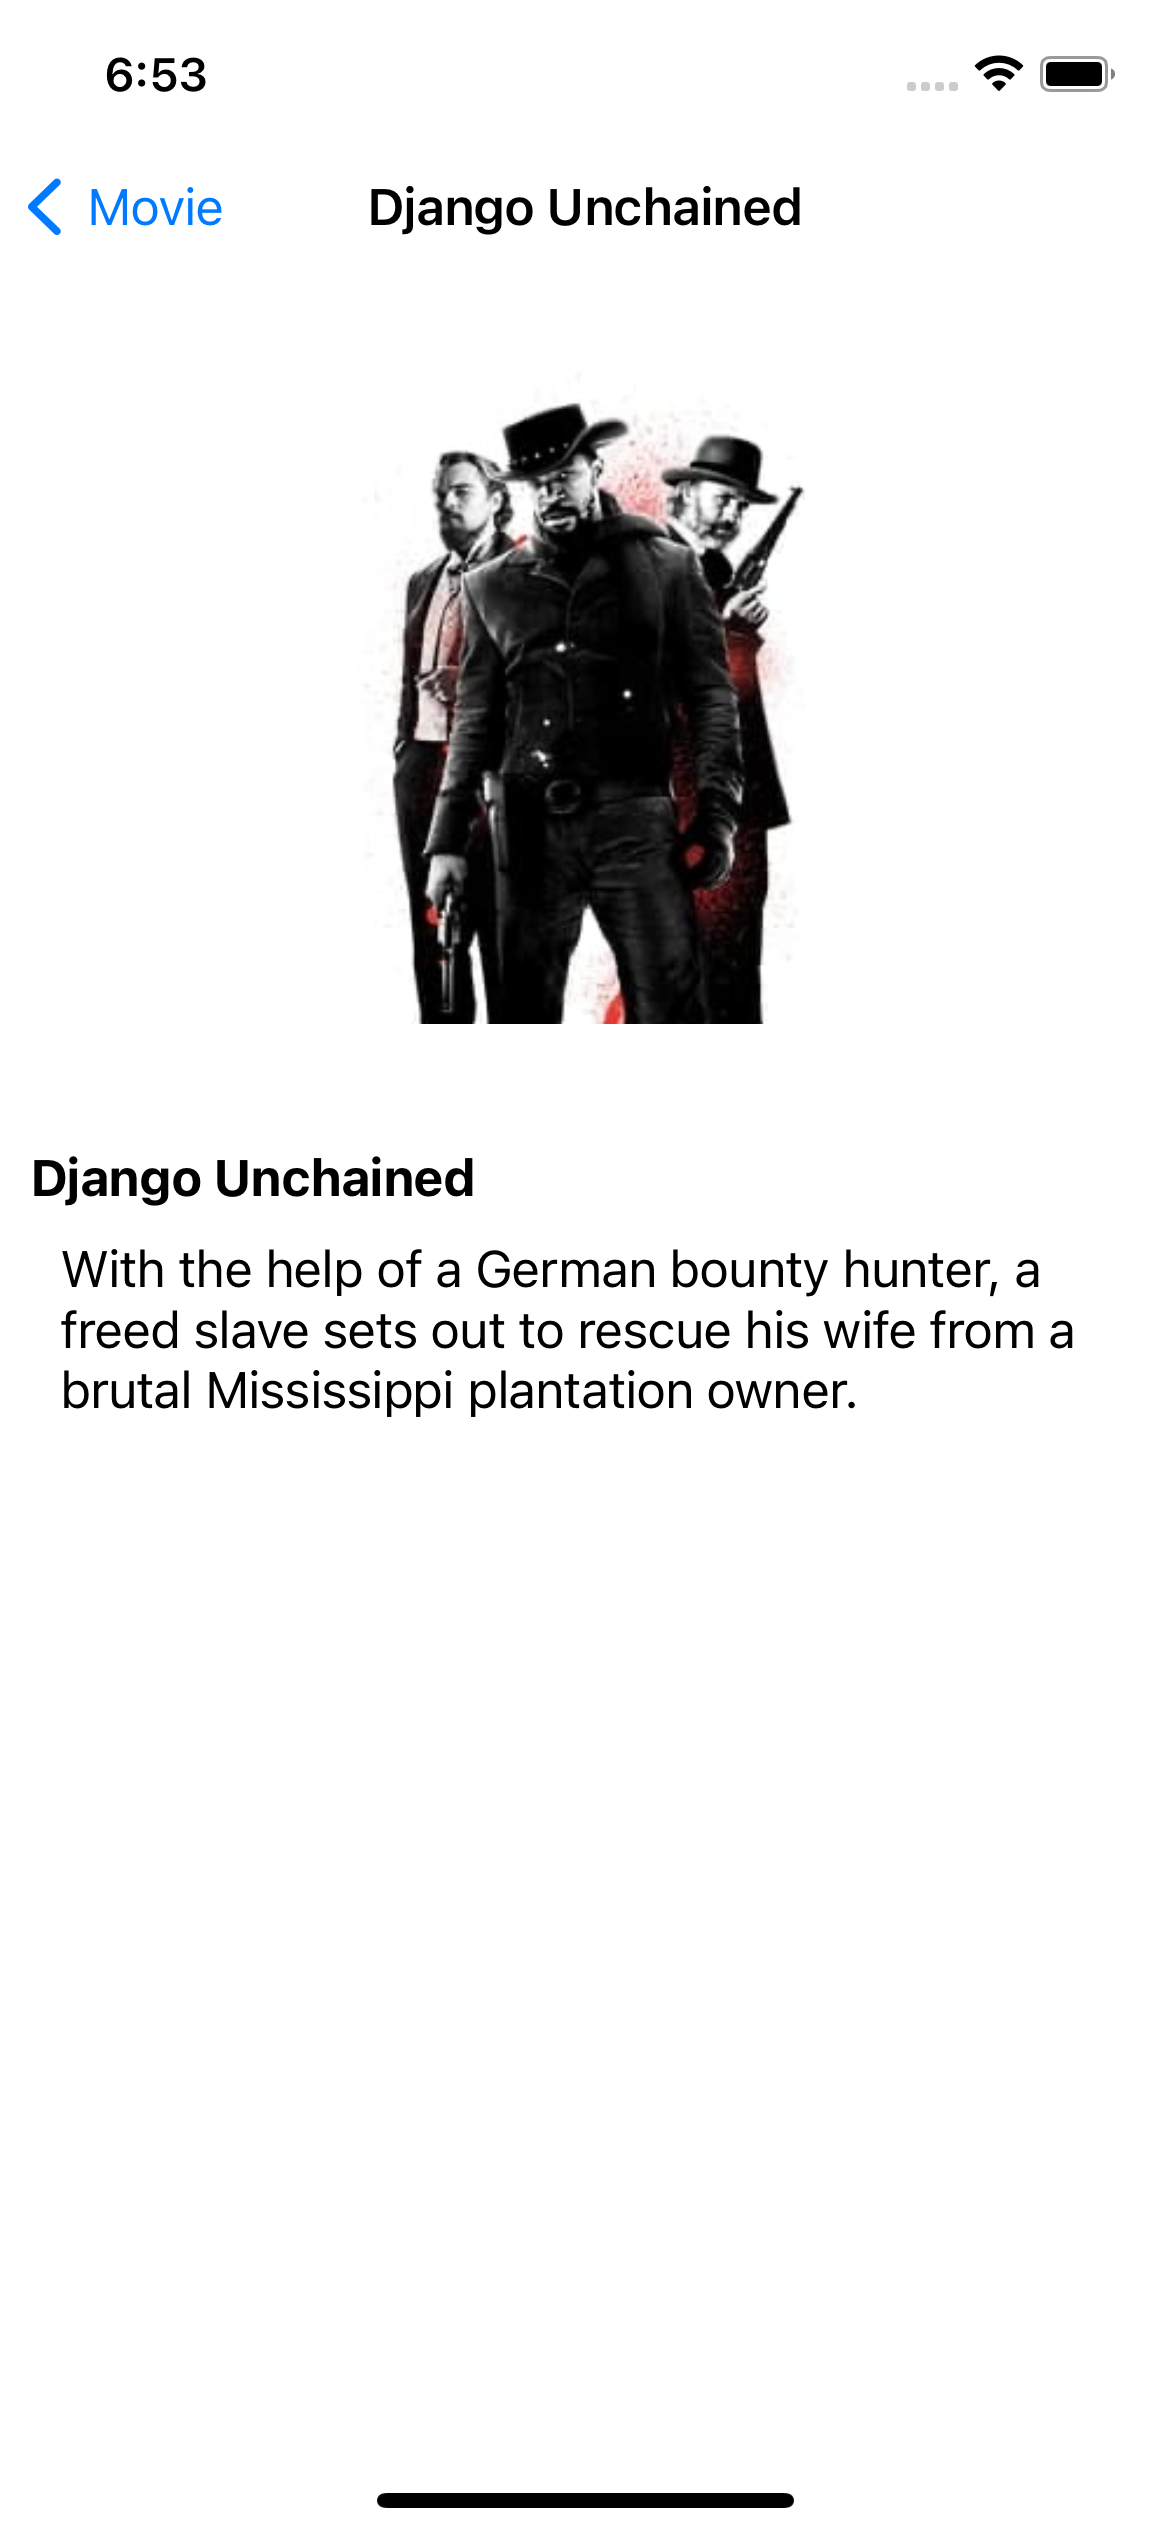 6:53
Movie
Django Unchained
Django Unchained
With the help of a German bounty hunter, a
freed slave sets out to rescue his wife from a
brutal Mississippi plantation owner.